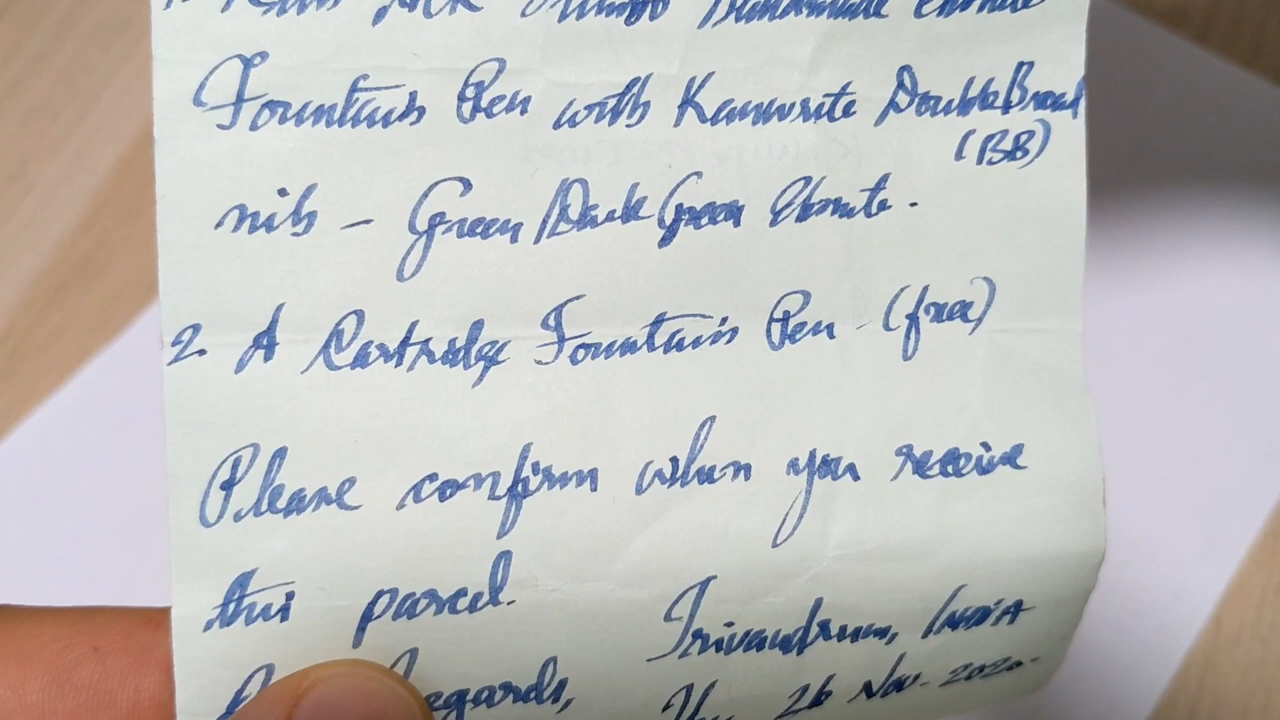 Fountain Pen with Kanwrite Double Broad
(BB)
nib - Green/Dark Green Ebonite.
2. A Cartridge Fountain Pen - (free)
Please confirm when you receive
this parcel.
Trivandrum, INDIA
Regards,
26 Nov. 2020.